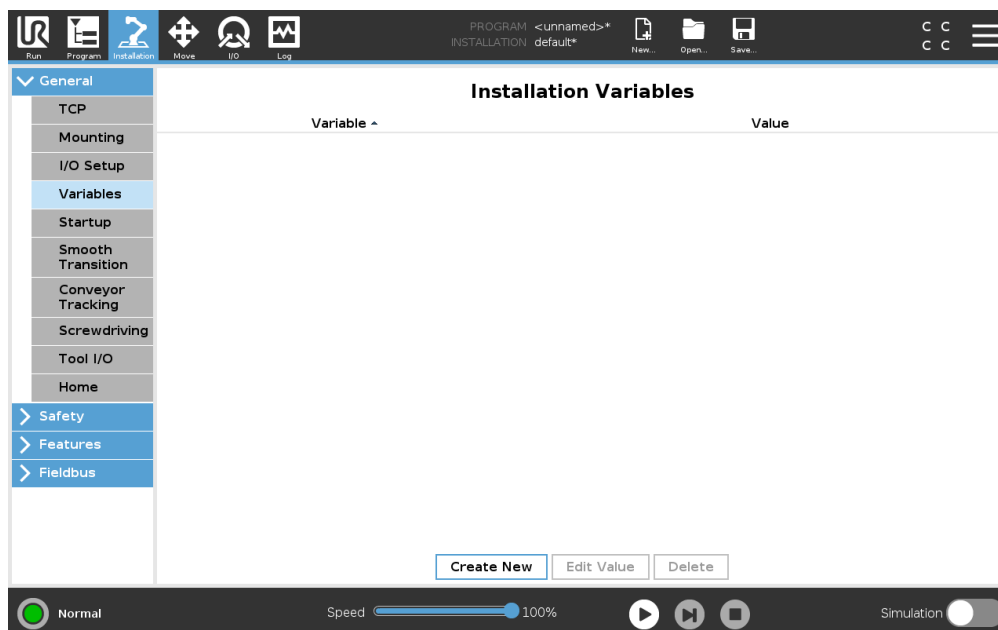 UR
Run
Program
Installation
Move
I/O
Log
PROGRAM <unnamed>*
INSTALLATION default*
New...
Open...
Save...
C C
C C
General
TCP
Mounting
I/O Setup
Variables
Startup
Smooth
Transition
Conveyor
Tracking
Screwdriving
Tool I/O
Home
Safety
Features
Fieldbus
Installation Variables
Variable
Value
Create New
Edit Value
Delete
Normal
Speed
100%
Simulation